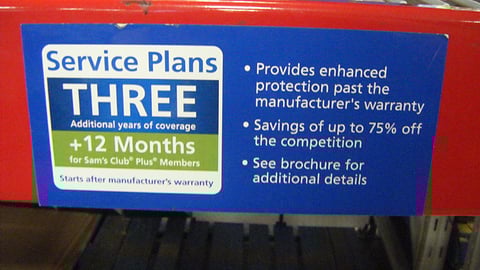 Service Plans
THREE
Additional years of coverage
+12 Months
for Sam's Club® Plus® Members
Starts after manufacturer's warranty
• Provides enhanced
protection past the
manufacturer's warranty
• Savings of up to 75% off
the competition
• See brochure for
additional details